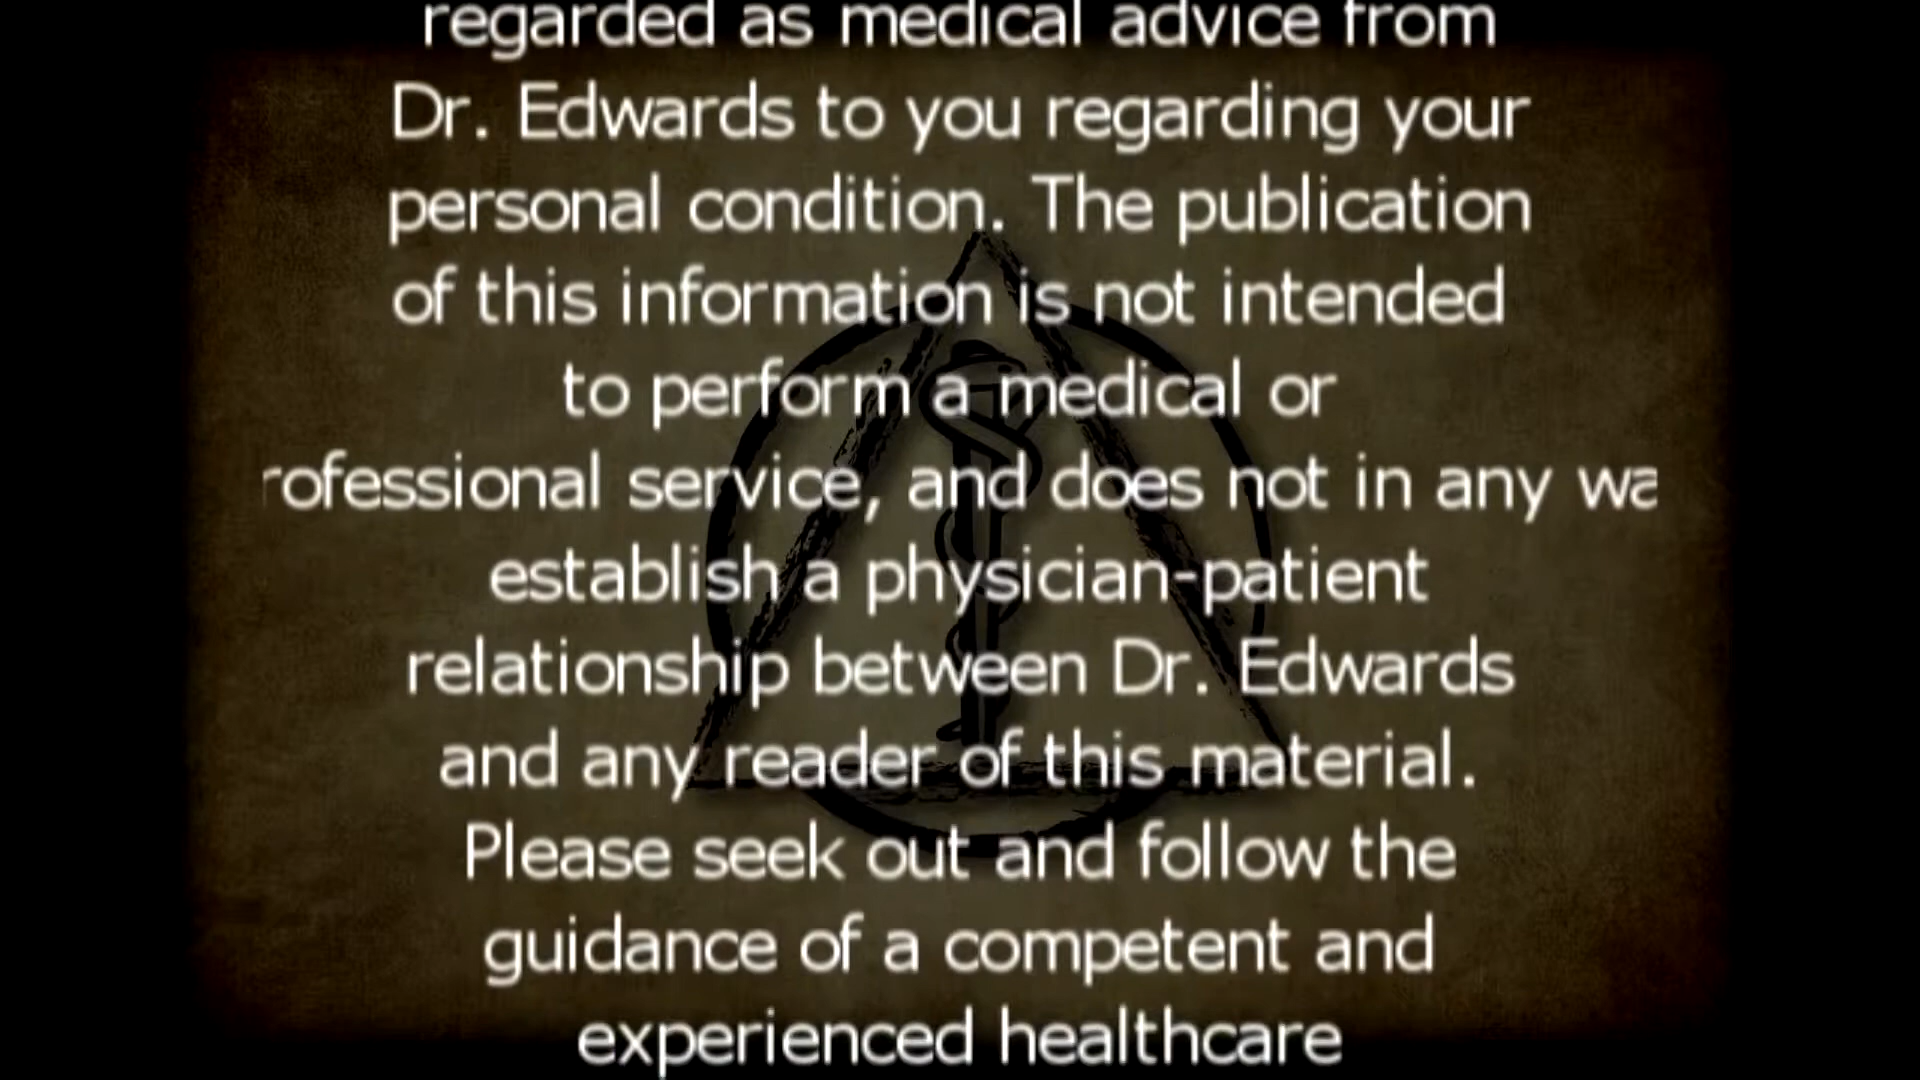 regarded as medical advice from
Dr. Edwards to you regarding your
personal condition. The publication
of this information is not intended
to perform a medical or
rofessional service, and does not in any wa
establish a physician-patient
relationship between Dr. Edwards
and any reader of this material.
Please seek out and follow the
guidance of a competent and
experienced healthcare